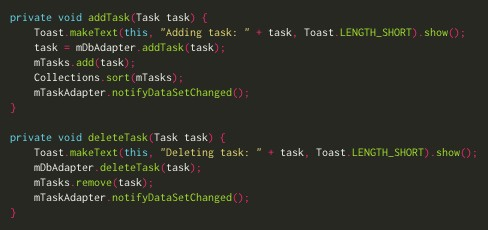 private void addTask(Task task) {
    Toast.makeText(this, "Adding task: " + task, Toast.LENGTH_SHORT).show();
    task = mDbAdapter.addTask(task);
    mTasks.add(task);
    Collections.sort(mTasks);
    mTaskAdapter.notifyDataSetChanged();
}
private void deleteTask(Task task) {
    Toast.makeText(this, "Deleting task: " + task, Toast.LENGTH_SHORT).show();
    mDbAdapter.deleteTask(task);
    mTasks.remove(task);
    mTaskAdapter.notifyDataSetChanged();
}